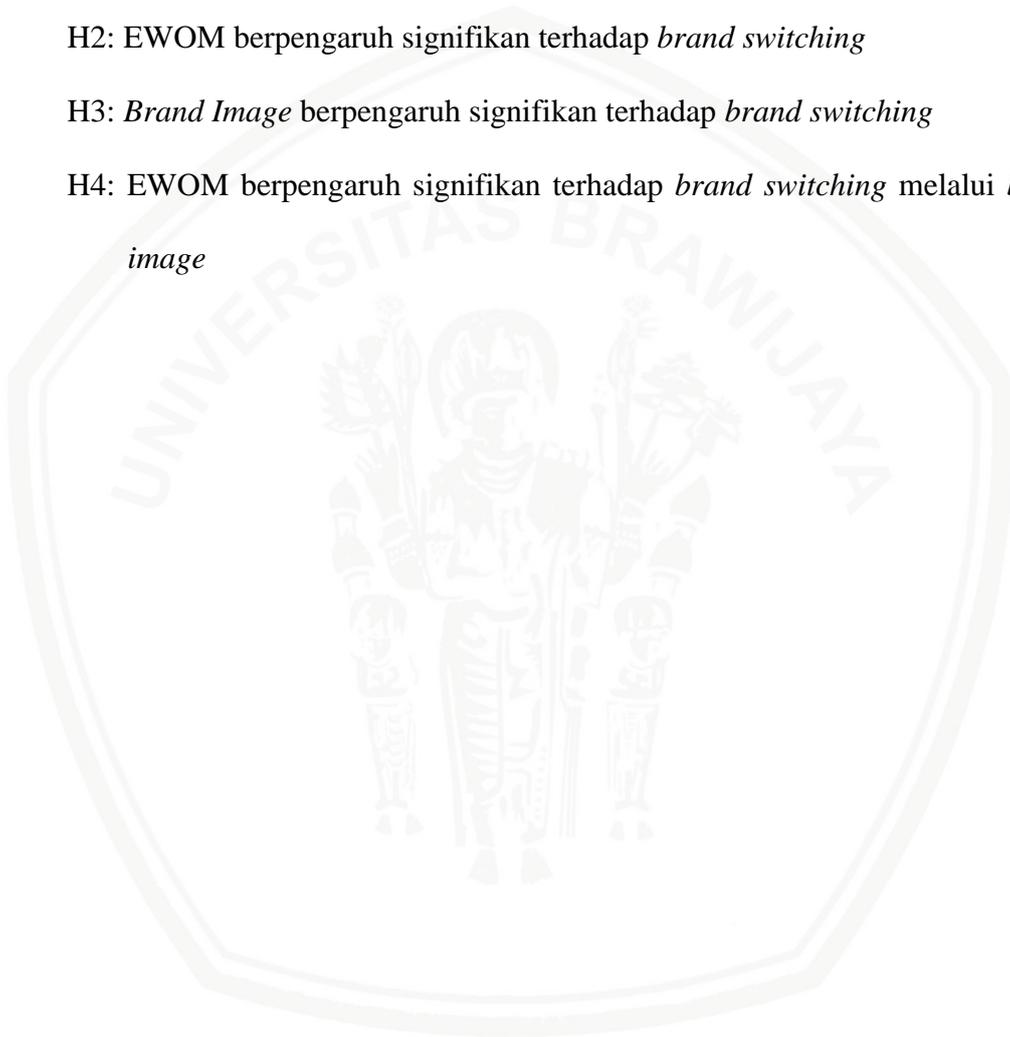 H2: EWOM berpengaruh signifikan terhadap brand switching
H3: Brand Image berpengaruh signifikan terhadap brand switching
H4: EWOM berpengaruh signifikan terhadap brand switching melalui
image
UNIVERSITAS BRAWIJAYA